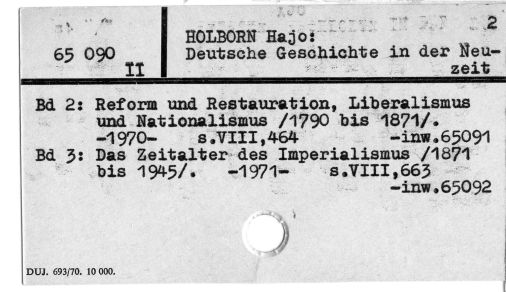 2
HOLBORN Hajo:
65 090
Deutsche Geschichte in der Neu-
II
zeit
Bd 2: Reform und Restauration, Liberalismus
und Nationalismus /1790 bis 1871/.
-1970- s.VIII,464 -inw.65091
Bd 3: Das Zeitalter des Imperialismus /1871
bis 1945/. -1971- s.VIII,663
-inw.65092
DUJ. 693/70. 10 000.